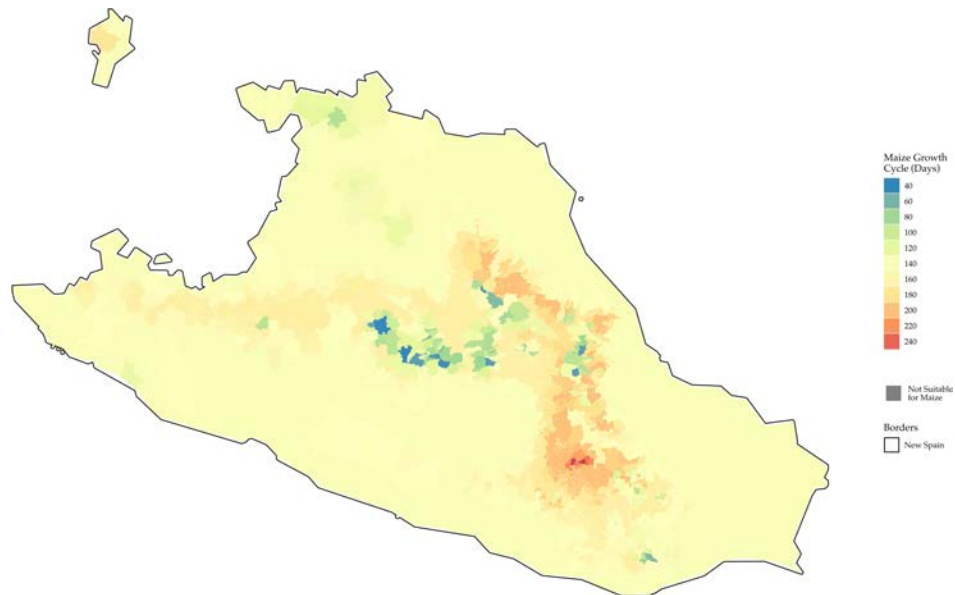 Maize Growth
Cycle (Days)
40
60
80
100
120
140
160
180
200
220
240
Not Suitable
for Maize
Borders
New Spain